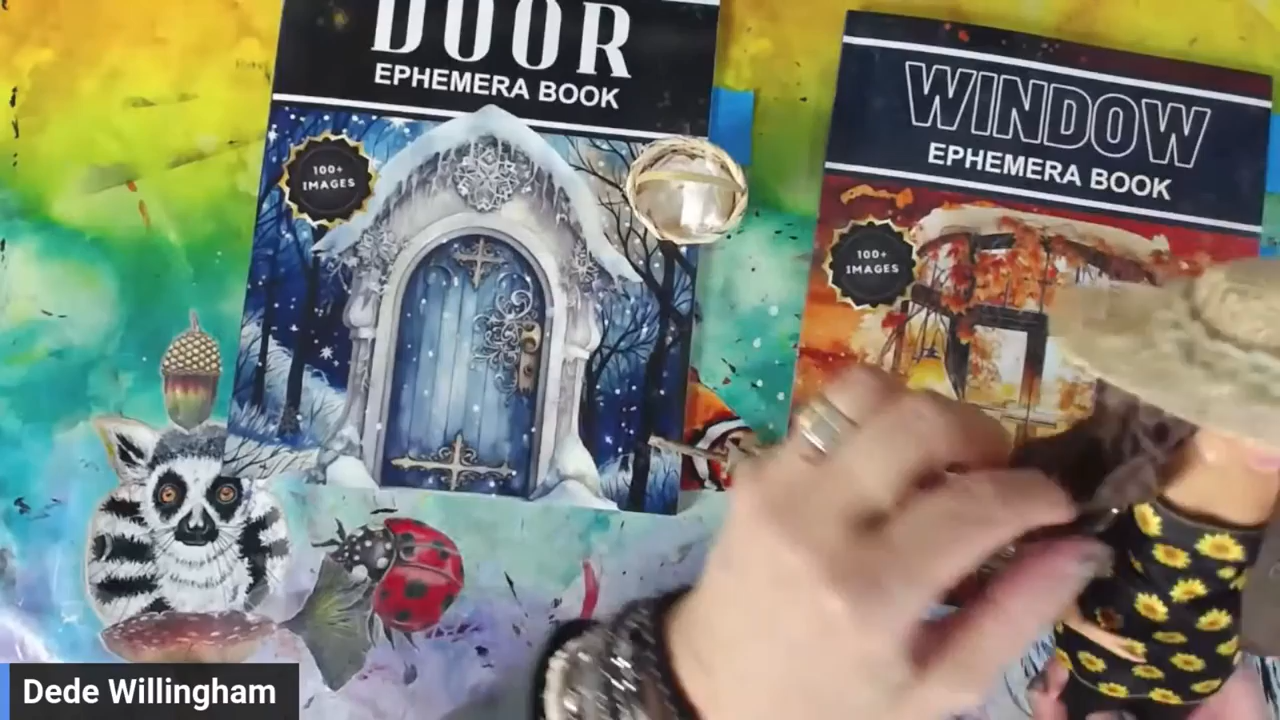 DOOR
EPHEMERA BOOK
100+
IMAGES
WINDOW
EPHEMERA BOOK
100+
IMAGES
Dede Willingham